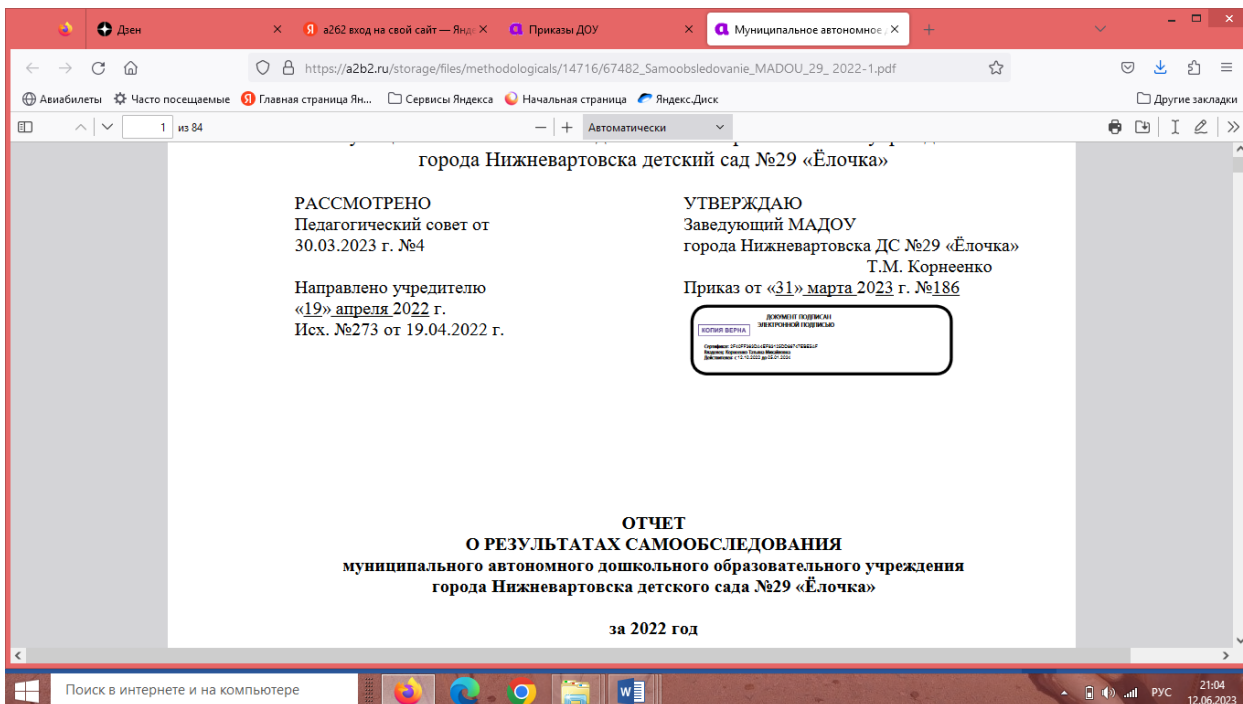 Дзен
а2б2 вход на свой сайт — Янд
Приказы ДОУ
Муниципальное автономное
https://a2b2.ru/storage/files/methodologicals/14716/67482_Samoobsledovanie_MADOU_29_ 2022-1.pdf
Авиабилеты Часто посещаемые Главная страница Ян... Сервисы Яндекса Начальная страница Яндекс.Диск Другие закладки
1 из 84 Автоматически
города Нижневартовска детский сад №29 «Ёлочка»
РАССМОТРЕНО
Педагогический совет от
30.03.2023 г. №4
Направлено учредителю
«19» апреля 2022 г.
Исх. №273 от 19.04.2022 г.
УТВЕРЖДАЮ
Заведующий МАДОУ
города Нижневартовска ДС №29 «Ёлочка»
Т.М. Корнеенко
Приказ от «31» марта 2023 г. №186
ДОКУМЕНТ ПОДПИСАН
ЭЛЕКТРОННОЙ ПОДПИСЬЮ
КОПИЯ ВЕРНА
ОТЧЕТ
О РЕЗУЛЬТАТАХ САМООБСЛЕДОВАНИЯ
муниципального автономного дошкольного образовательного учреждения
города Нижневартовска детского сада №29 «Ёлочка»
за 2022 год
Поиск в интернете и на компьютере
РУС
21:04
12.06.2023